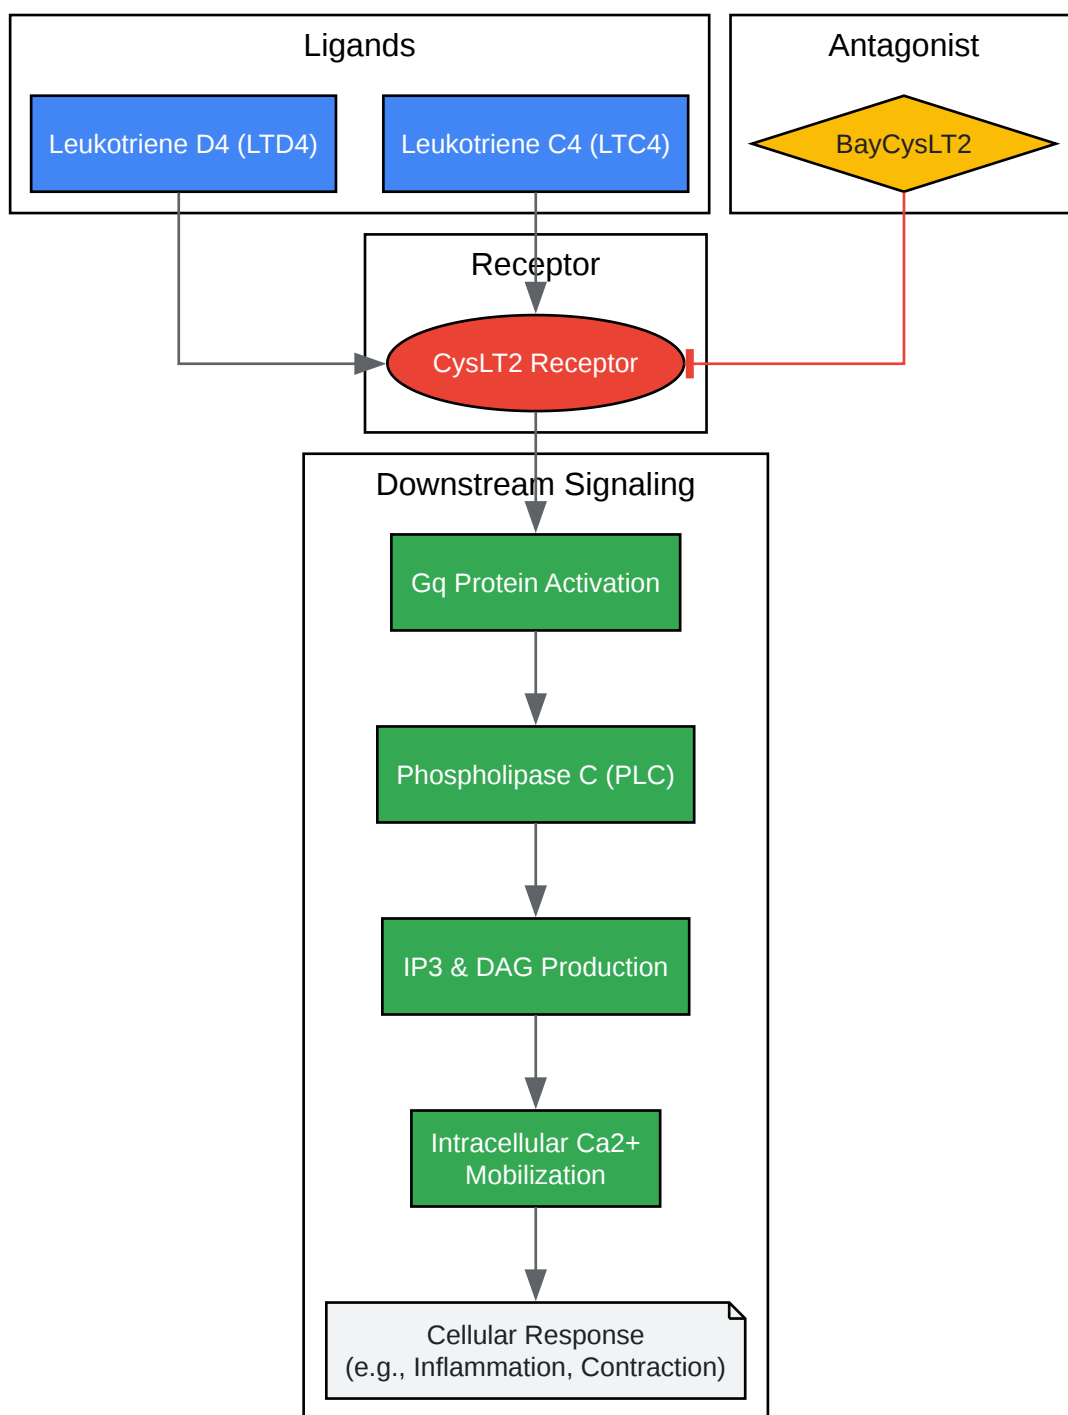 Ligands
Antagonist
Leukotriene D4 (LTD4)
Leukotriene C4 (LTC4)
BayCysLT2
Receptor
CysLT2 Receptor
Downstream Signaling
Gq Protein Activation
Phospholipase C (PLC)
IP3 & DAG Production
Intracellular Ca2+
Mobilization
Cellular Response
(e.g., Inflammation, Contraction)